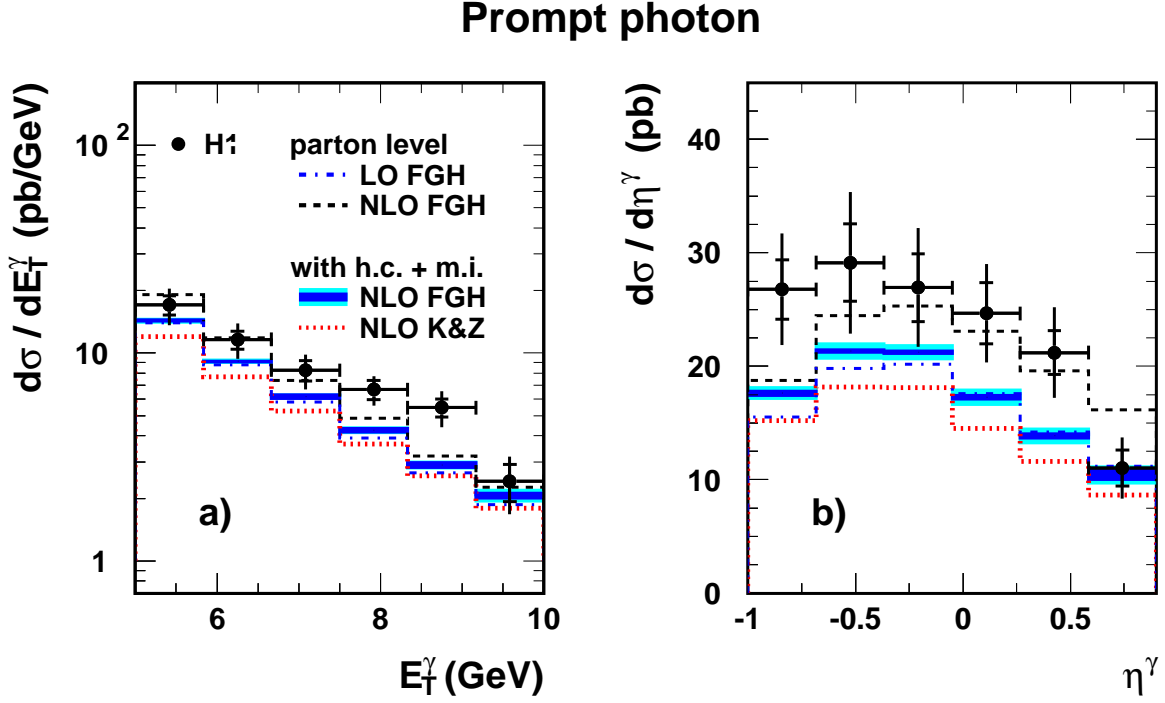 Prompt photon
dσ / dE_T^γ (pb/GeV)
10^2
10
1
H1
parton level
LO FGH
NLO FGH
with h.c. + m.i.
NLO FGH
NLO K&Z
a)
6 8 10
E_T^γ (GeV)
dσ / dη^γ (pb)
40
30
20
10
0
b)
-1 -0.5 0 0.5
η^γ